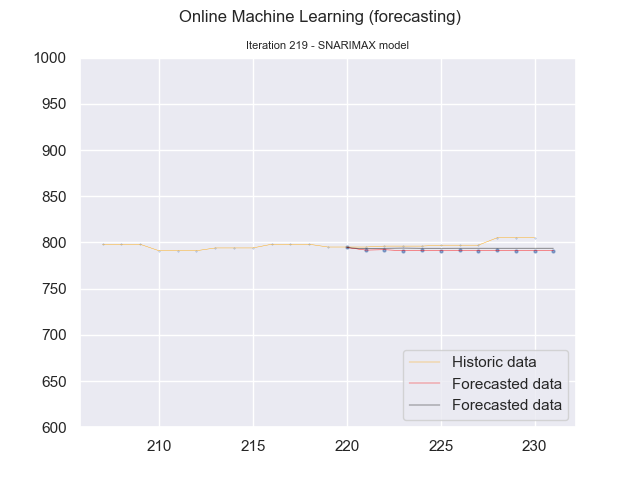 Online Machine Learning (forecasting)
Iteration 219 - SNARIMAX model
1000
950
900
850
800
750
700
650
600
210
215
220
225
230
Historic data
Forecasted data
Forecasted data